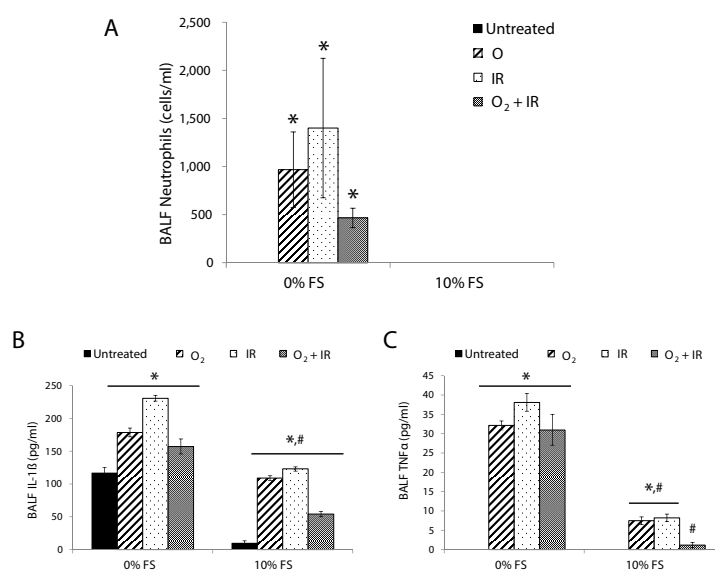 A
BALF Neutrophils (cells/ml)
2,500
2,000
1,500
1,000
500
0
*
*
*
Untreated
O
IR
O2 + IR
0% FS
10% FS
B
Untreated
O2
IR
O2 + IR
BALF IL-1ß (pg/ml)
250
200
150
100
50
0
*
*,#
0% FS
10% FS
C
Untreated
O2
IR
O2 + IR
BALF TNFα (pg/ml)
45
40
35
30
25
20
15
10
5
0
*
*,#
#
0% FS
10% FS